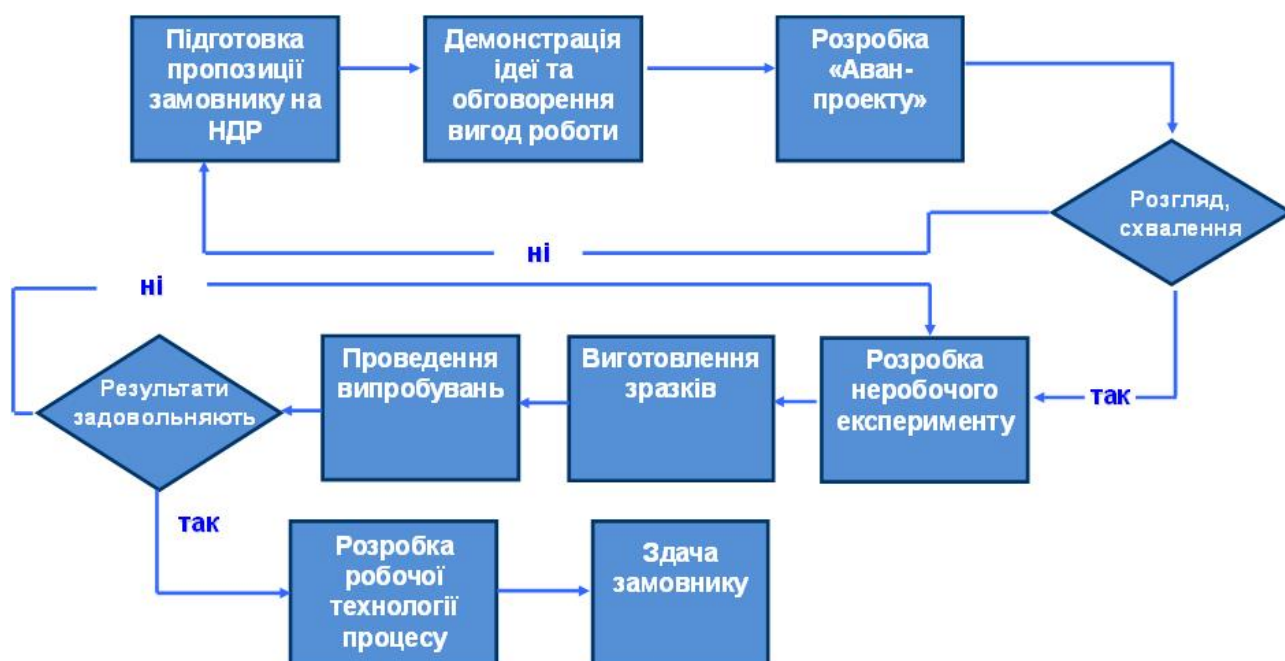 Підготовка
пропозиції
замовнику на
НДР
Демонстрація
ідеї та
обговорення
вигод роботи
Розробка
«Аван-
проекту»
Розгляд,
схвалення
ні
ні
Результати
задовольняють
Проведення
випробувань
Виготовлення
зразків
Розробка
неробочого
експерименту
так
так
Розробка
робочої
технології
процесу
Здача
замовнику